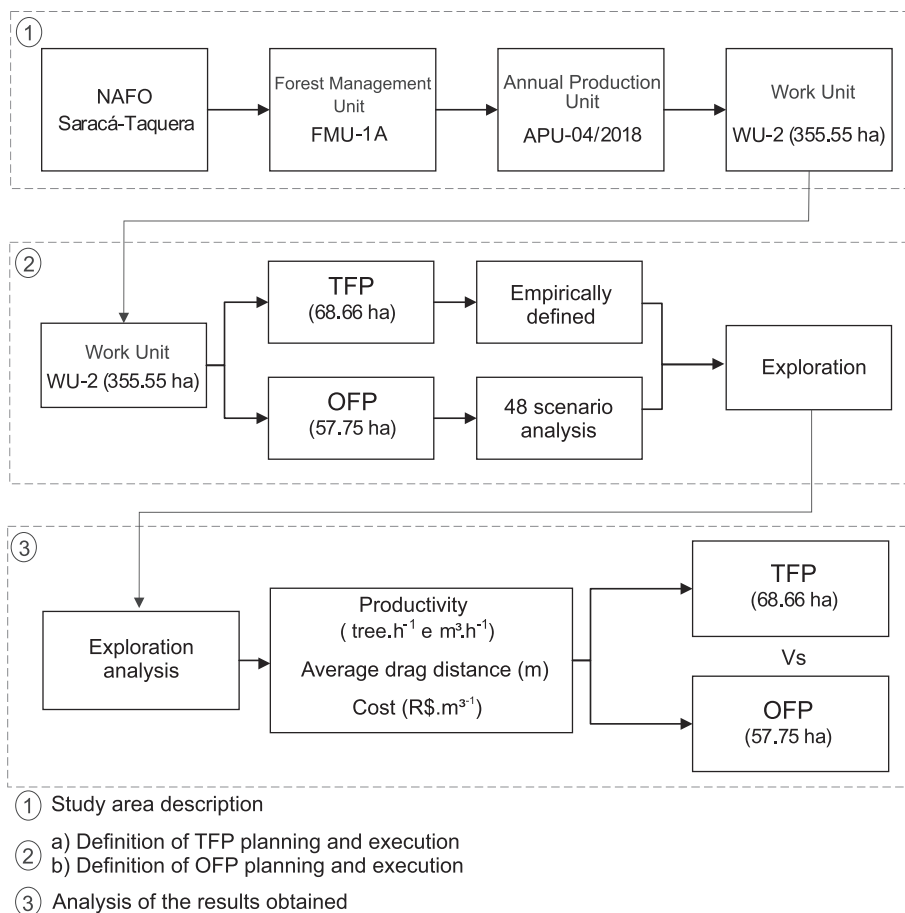 1
NAFO
Saracá-Taquera
Forest Management
Unit
FMU-1A
Annual Production
Unit
APU-04/2018
Work Unit
WU-2 (355.55 ha)
2
Work Unit
WU-2 (355.55 ha)
TFP
(68.66 ha)
Empirically
defined
OFP
(57.75 ha)
48 scenario
analysis
Exploration
3
Exploration
analysis
Productivity
( tree.h⁻¹ e m³.h⁻¹)
Average drag distance (m)
Cost (R$.m³⁻¹)
TFP
(68.66 ha)
Vs
OFP
(57.75 ha)
1 Study area description
2 a) Definition of TFP planning and execution
b) Definition of OFP planning and execution
3 Analysis of the results obtained